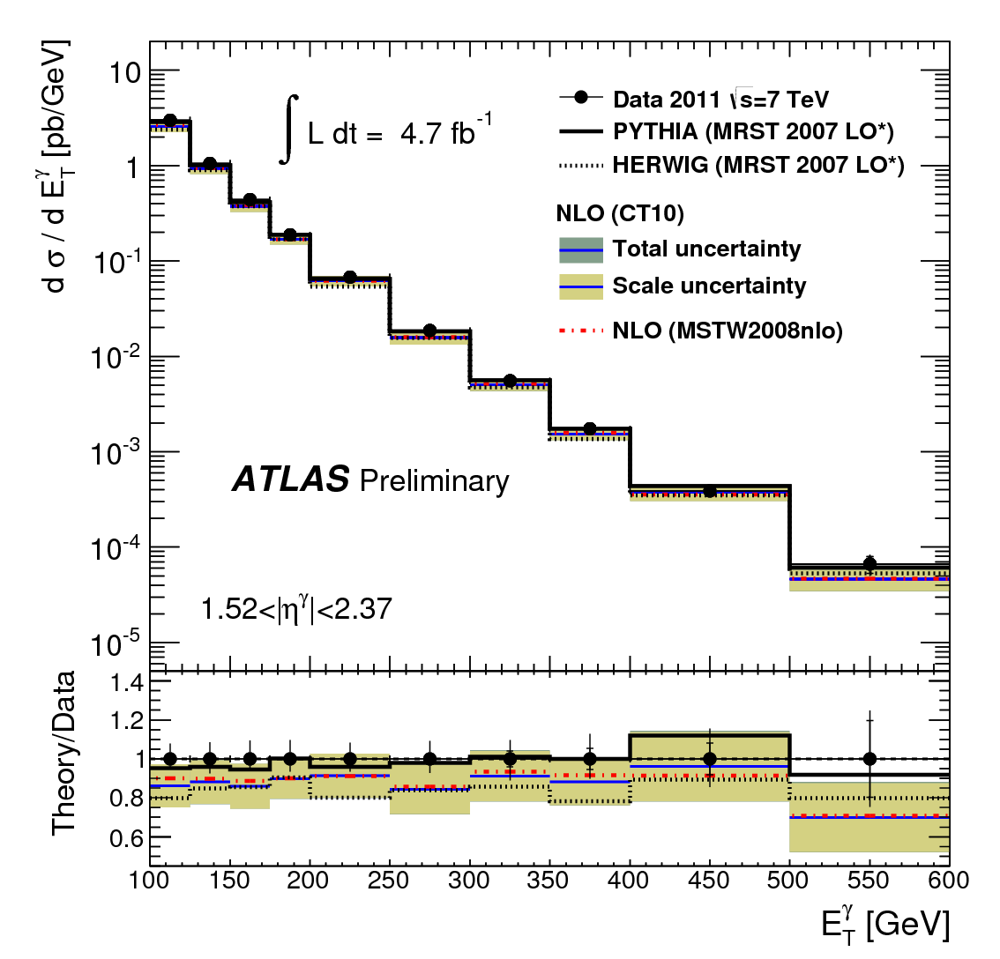 d σ / d E_T^γ [pb/GeV]
10
1
10^-1
10^-2
10^-3
10^-4
10^-5
∫ L dt = 4.7 fb^-1
Data 2011 √s=7 TeV
PYTHIA (MRST 2007 LO*)
HERWIG (MRST 2007 LO*)
NLO (CT10)
Total uncertainty
Scale uncertainty
NLO (MSTW2008nlo)
ATLAS Preliminary
1.52<|η^γ|<2.37
Theory/Data
1.4
1.2
1
0.8
0.6
100 150 200 250 300 350 400 450 500 550 600
E_T^γ [GeV]